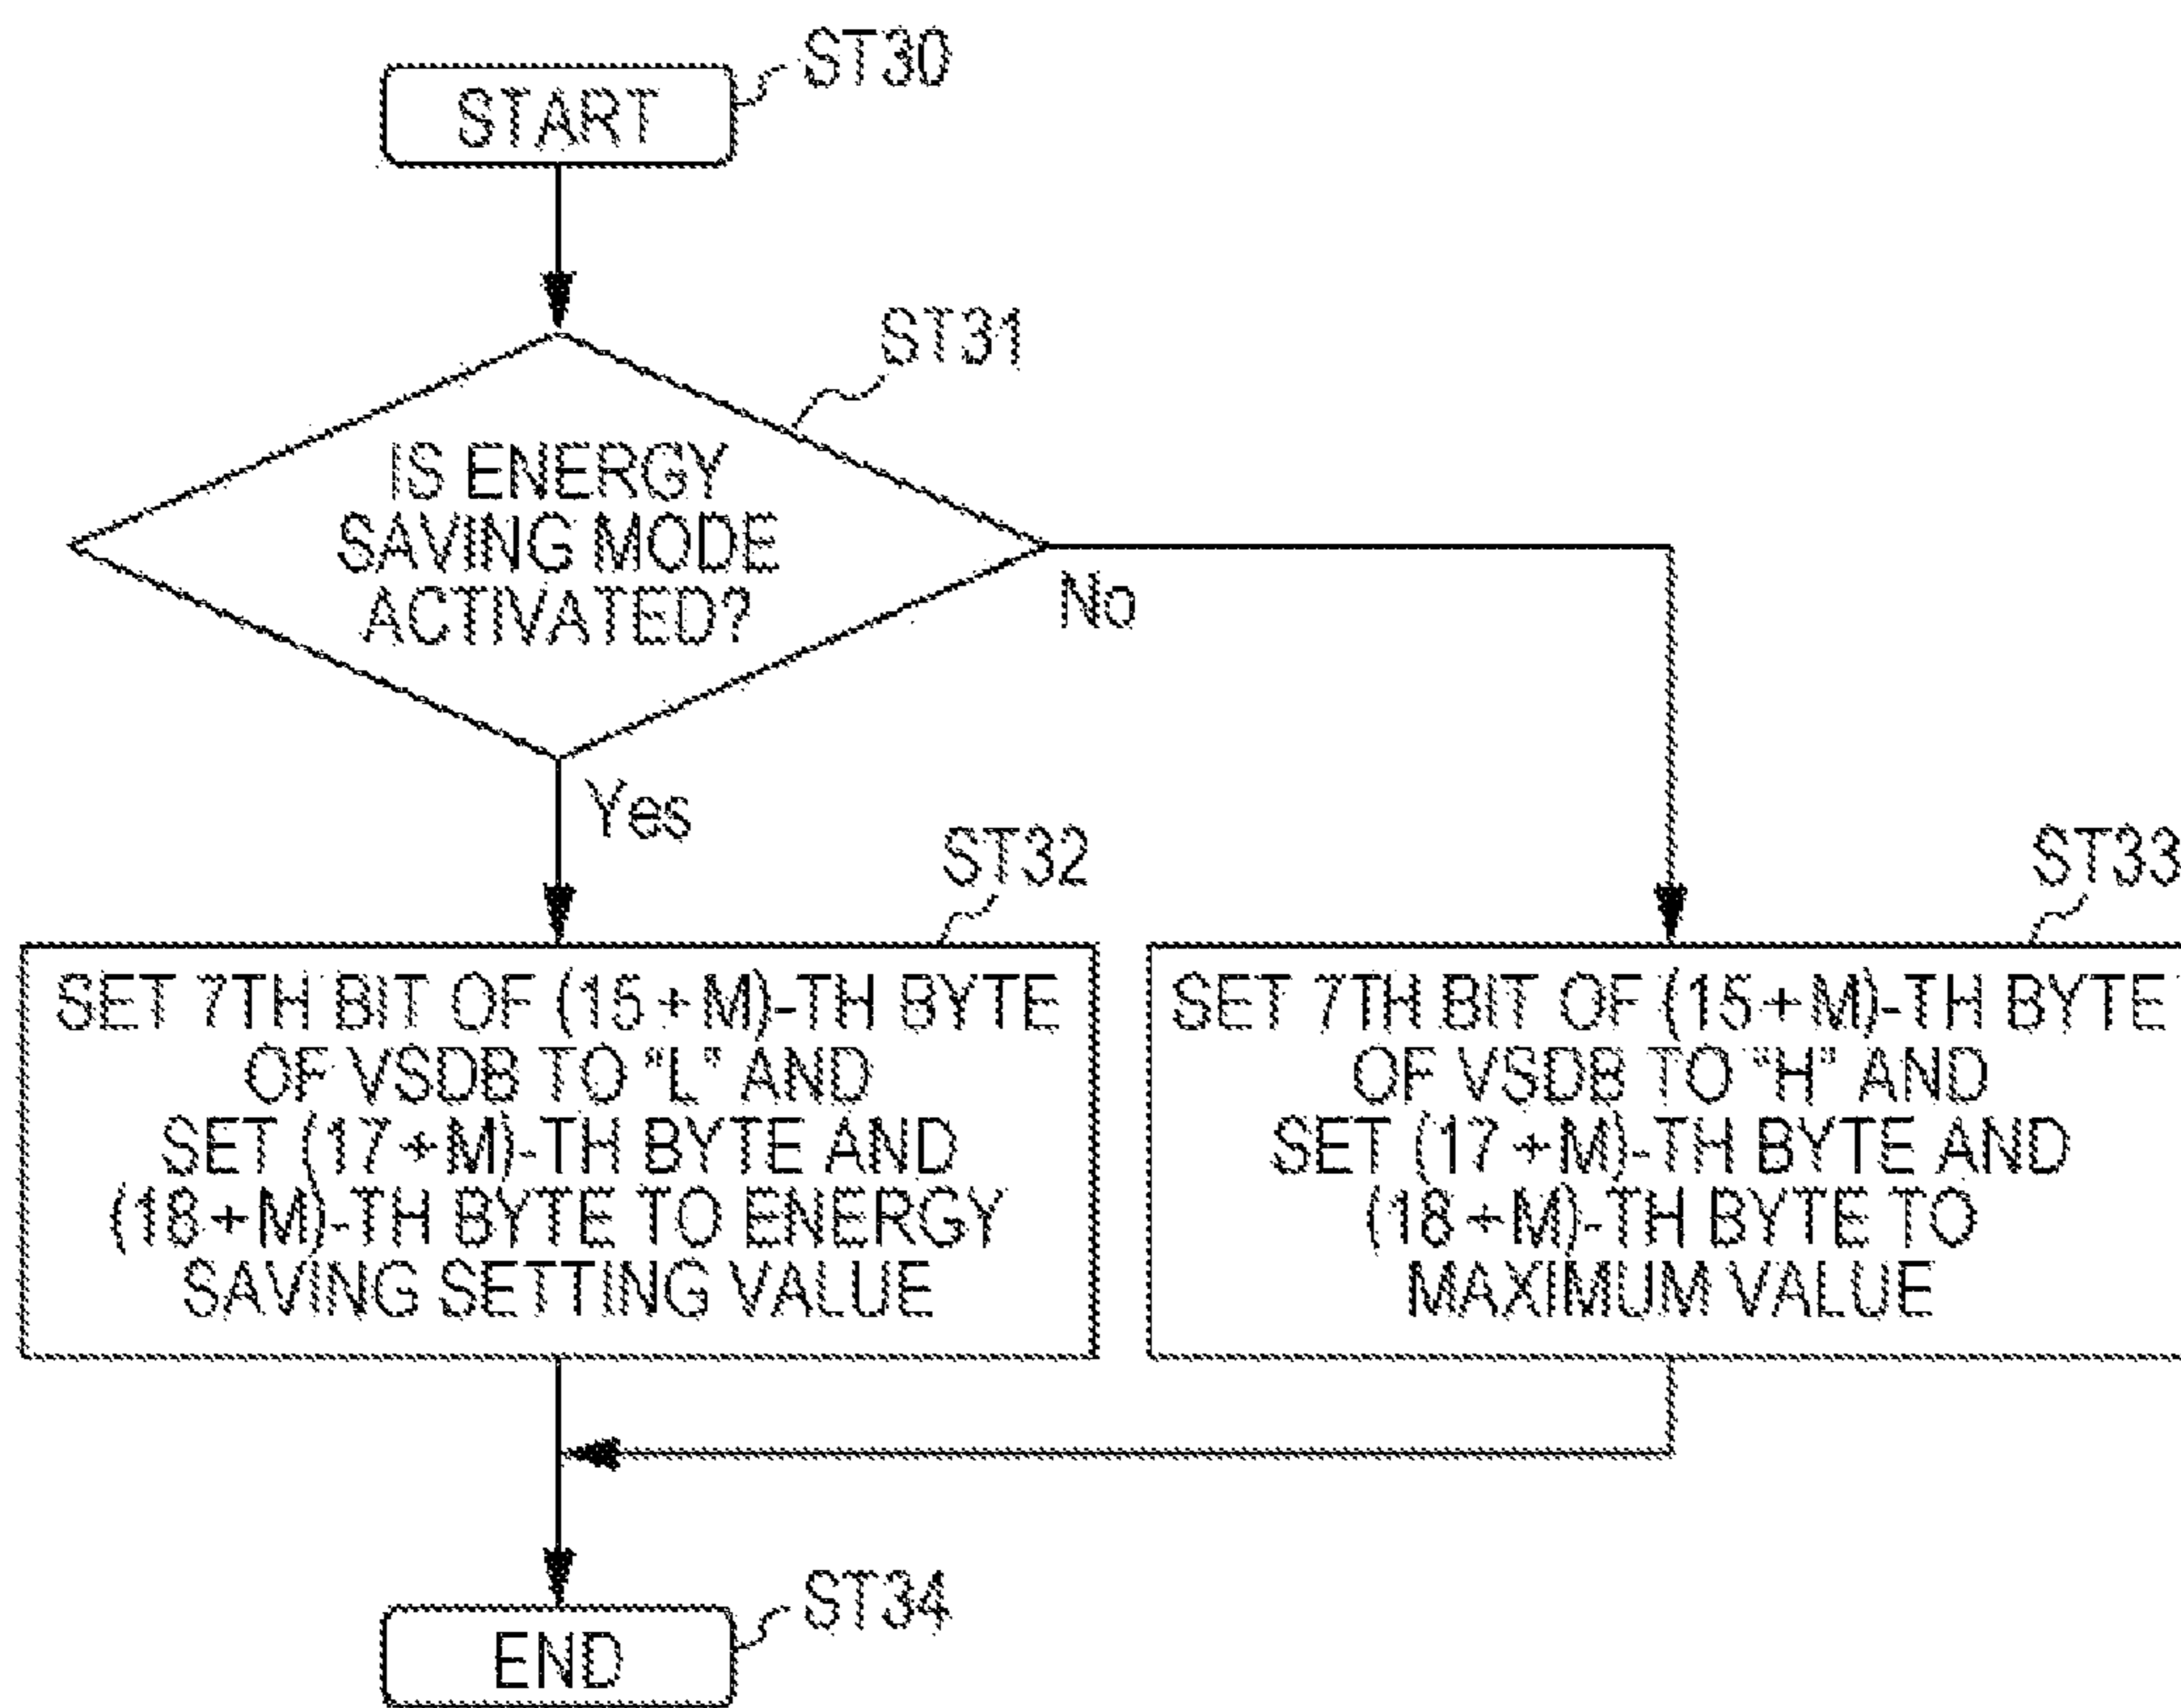 START
ST30
ST31
IS ENERGY
SAVING MODE
ACTIVATED?
No
Yes
ST32
SET 7TH BIT OF (15+M)-TH BYTE
OF VSDB TO "L" AND
SET (17+M)-TH BYTE AND
(18+M)-TH BYTE TO ENERGY
SAVING SETTING VALUE
ST33
SET 7TH BIT OF (15+M)-TH BYTE
OF VSDB TO "H" AND
SET (17+M)-TH BYTE AND
(18+M)-TH BYTE TO
MAXIMUM VALUE
END
ST34